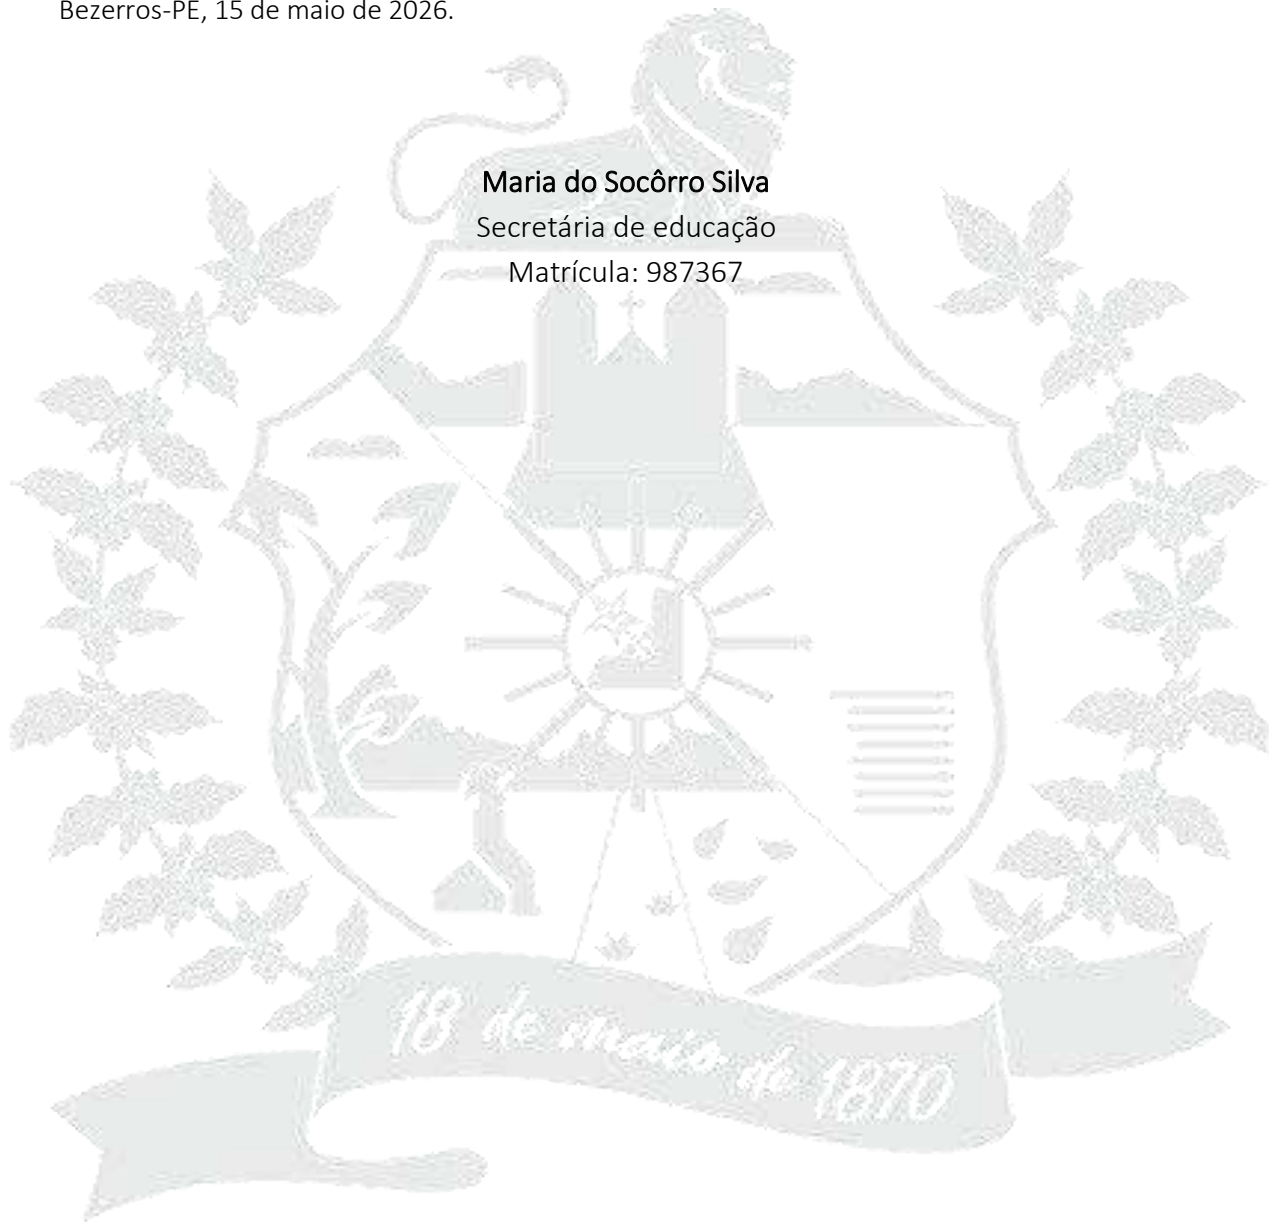 Bezerros-PE, 15 de maio de 2026.
Maria do Socôrro Silva
Secretária de educação
Matrícula: 987367
18 de maio de 1870